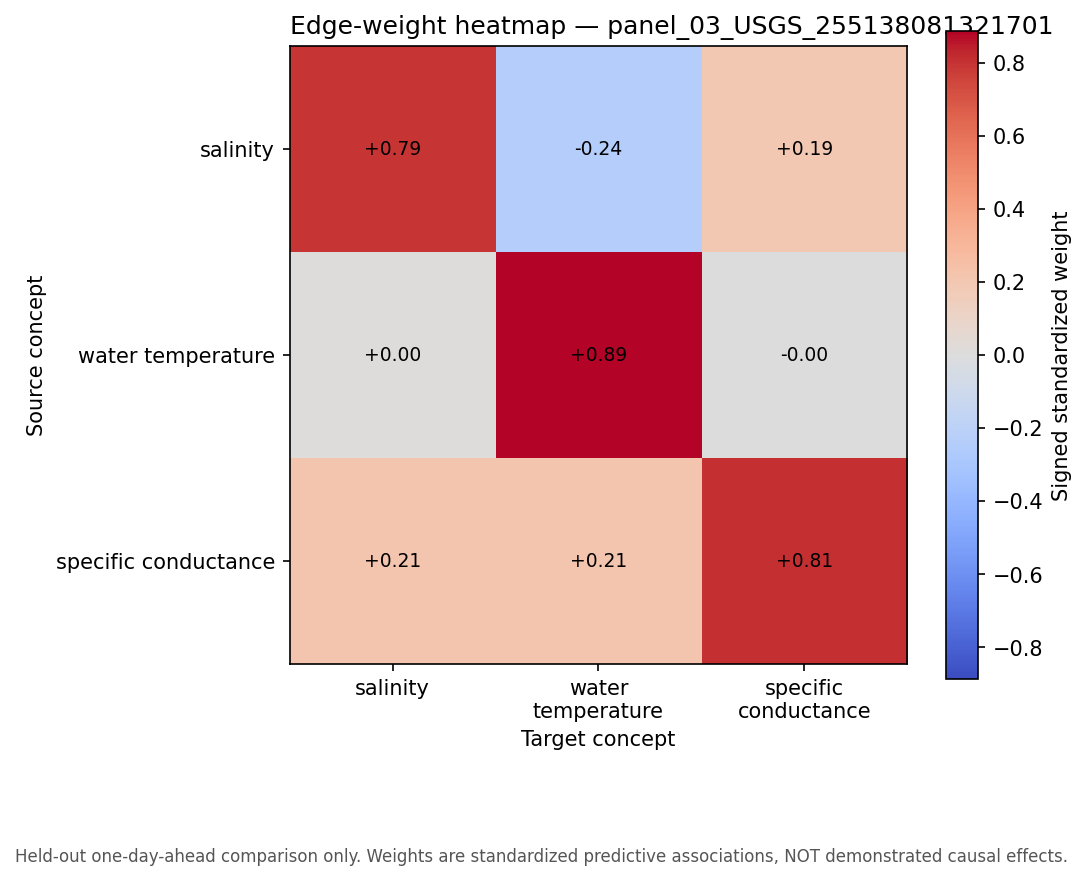 Edge-weight heatmap — panel_03_USGS_255138081321701
salinity
+0.79
-0.24
+0.19
water temperature
+0.00
+0.89
-0.00
specific conductance
+0.21
+0.21
+0.81
Source concept
salinity
water
temperature
specific
conductance
Target concept
0.8
0.6
0.4
0.2
0.0
−0.2
−0.4
−0.6
−0.8
Signed standardized weight
Held-out one-day-ahead comparison only. Weights are standardized predictive associations, NOT demonstrated causal effects.